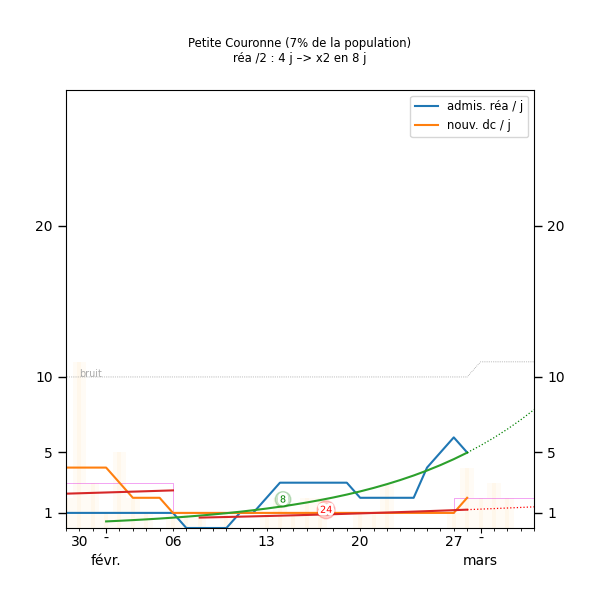 Petite Couronne (7% de la population)
réa /2 : 4 j –> x2 en 8 j
admis. réa / j
nouv. dc / j
20
20
bruit
10
10
5
5
8
24
1
1
30
-
06
13
20
27
-
févr.
mars